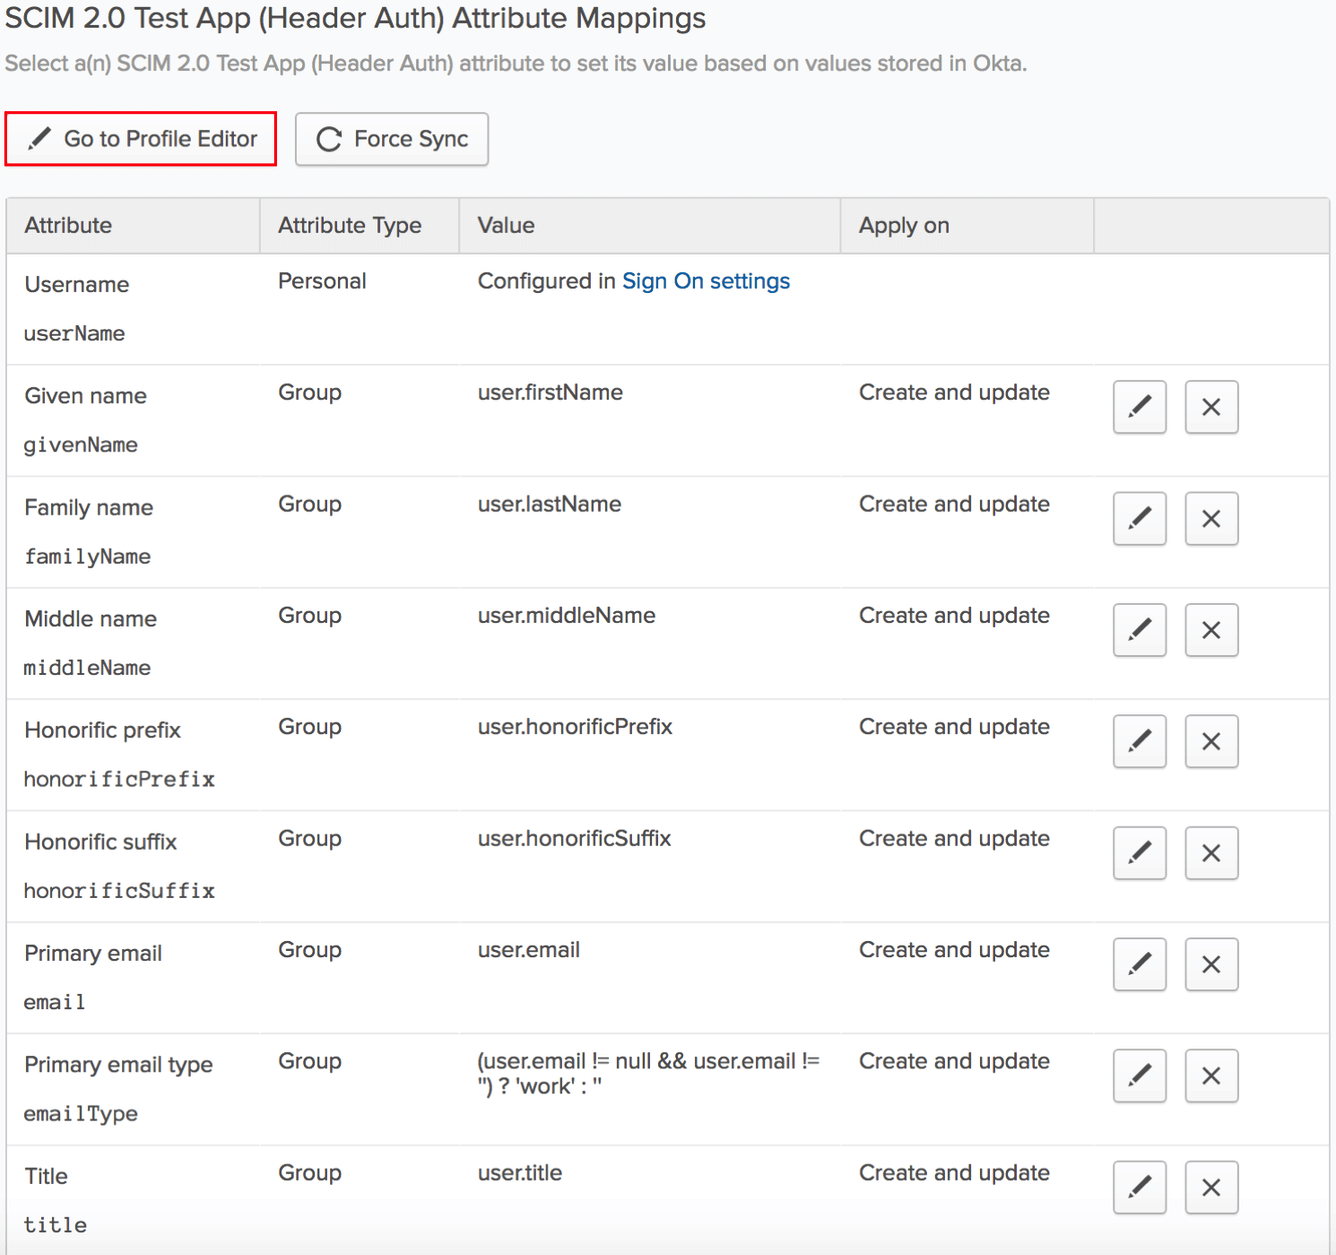 SCIM 2.0 Test App (Header Auth) Attribute Mappings
Select a(n) SCIM 2.0 Test App (Header Auth) attribute to set its value based on values stored in Okta.
Go to Profile Editor Force Sync
Attribute Attribute Type Value Apply on
Username Personal Configured in Sign On settings
userName
Given name Group user.firstName Create and update
givenName
Family name Group user.lastName Create and update
familyName
Middle name Group user.middleName Create and update
middleName
Honorific prefix Group user.honorificPrefix Create and update
honorificPrefix
Honorific suffix Group user.honorificSuffix Create and update
honorificSuffix
Primary email Group user.email Create and update
email
Primary email type Group (user.email != null && user.email != Create and update
'') ? 'work' : ''
emailType
Title Group user.title Create and update
title